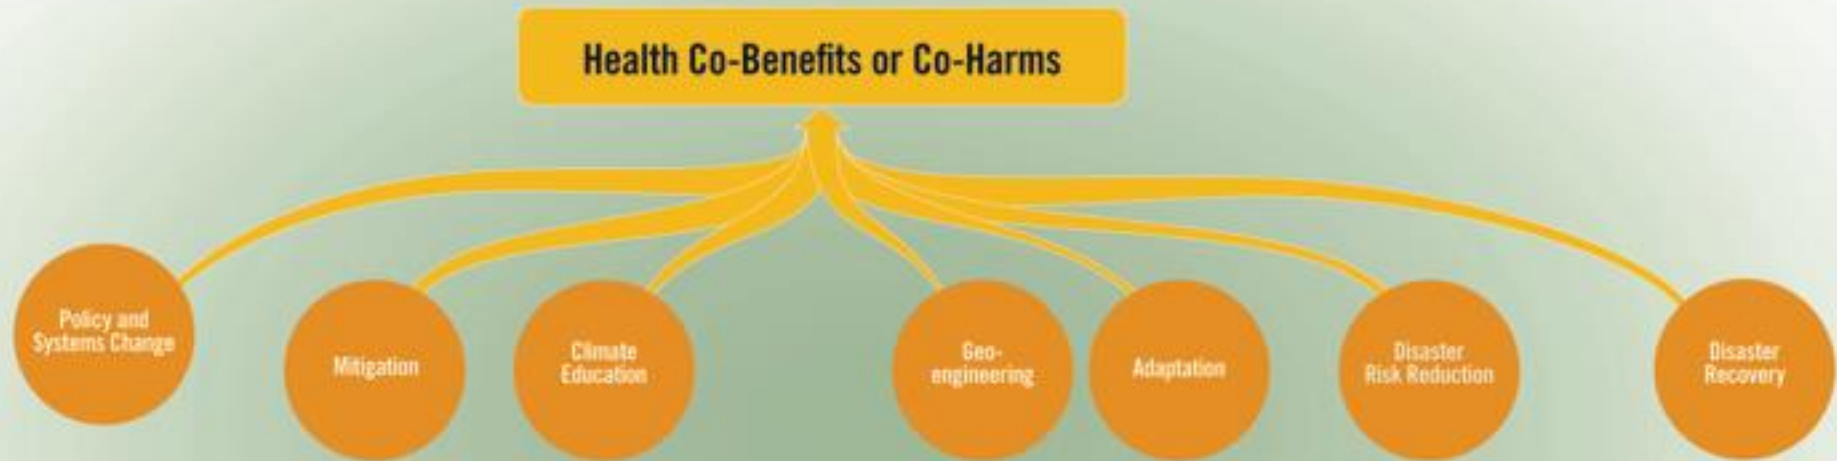 Health Co-Benefits or Co-Harms
Policy and
Systems Change
Mitigation
Climate
Education
Geo-
engineering
Adaptation
Disaster
Risk Reduction
Disaster
Recovery